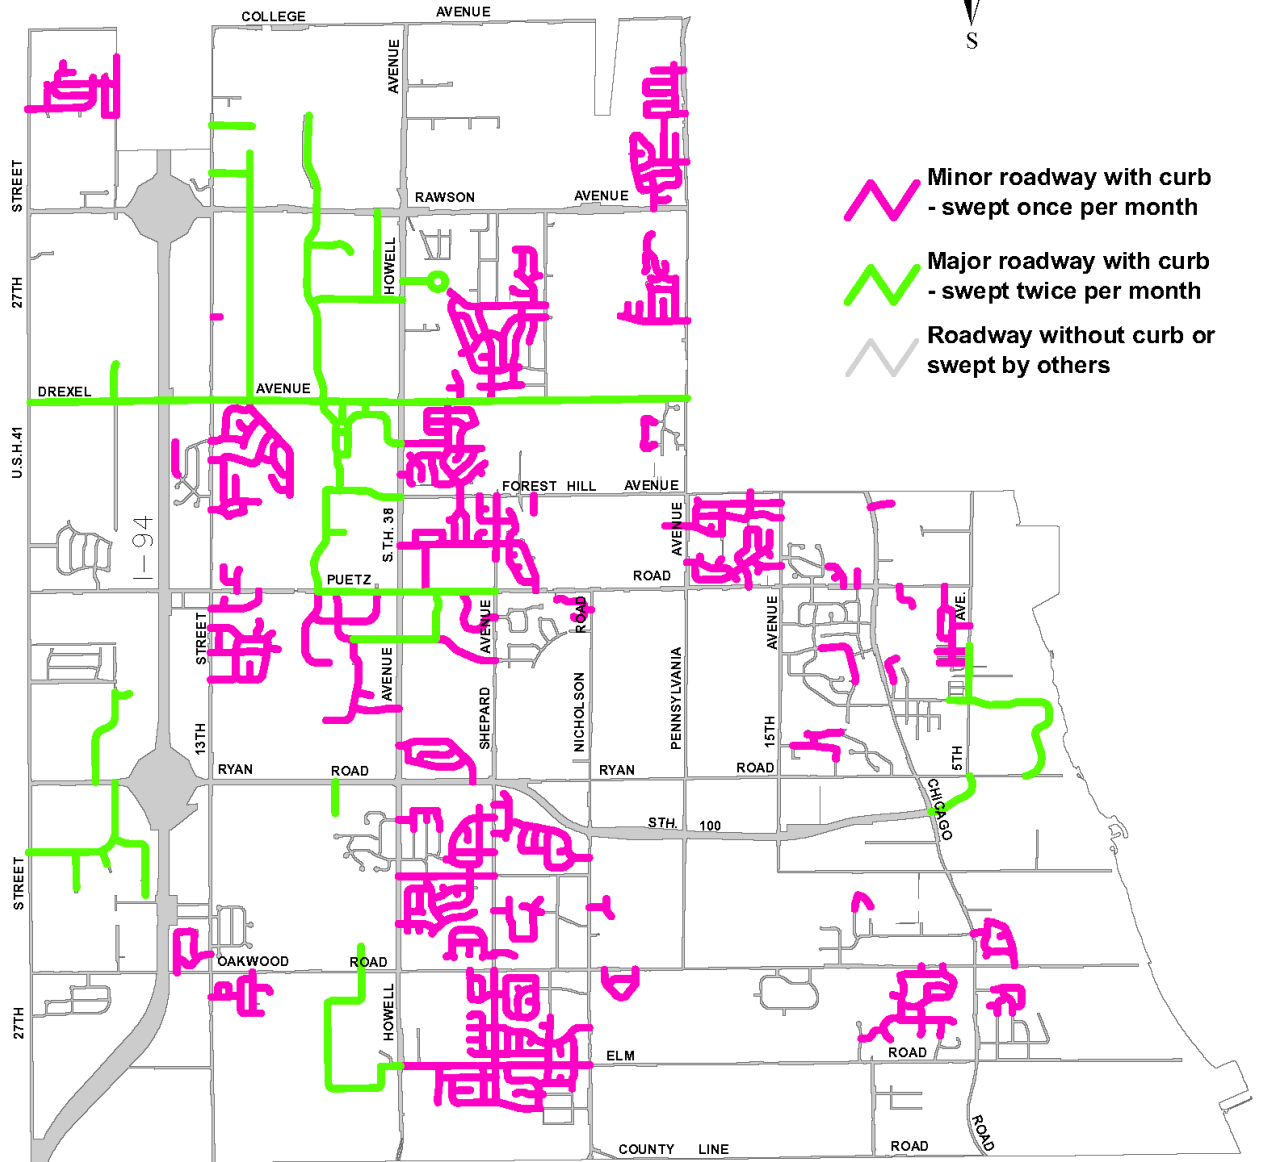 COLLEGE
AVENUE
S
AVENUE
STREET
RAWSON
AVENUE
Minor roadway with curb
- swept once per month
27TH
HOWELL
Major roadway with curb
- swept twice per month
Roadway without curb or
swept by others
DREXEL
AVENUE
U.S.H.41
FOREST HILL
AVENUE
I-94
S.T.H. 38
AVENUE
PUETZ
ROAD
STREET
AVENUE
ROAD
AVENUE
AVE.
13TH
AVENUE
SHEPARD
NICHOLSON
PENNSYLVANIA
15TH
5TH
RYAN
ROAD
RYAN
ROAD
CHICAGO
STH.
100
STREET
OAKWOOD
ROAD
27TH
HOWELL
ELM
ROAD
COUNTY
LINE
ROAD
ROAD